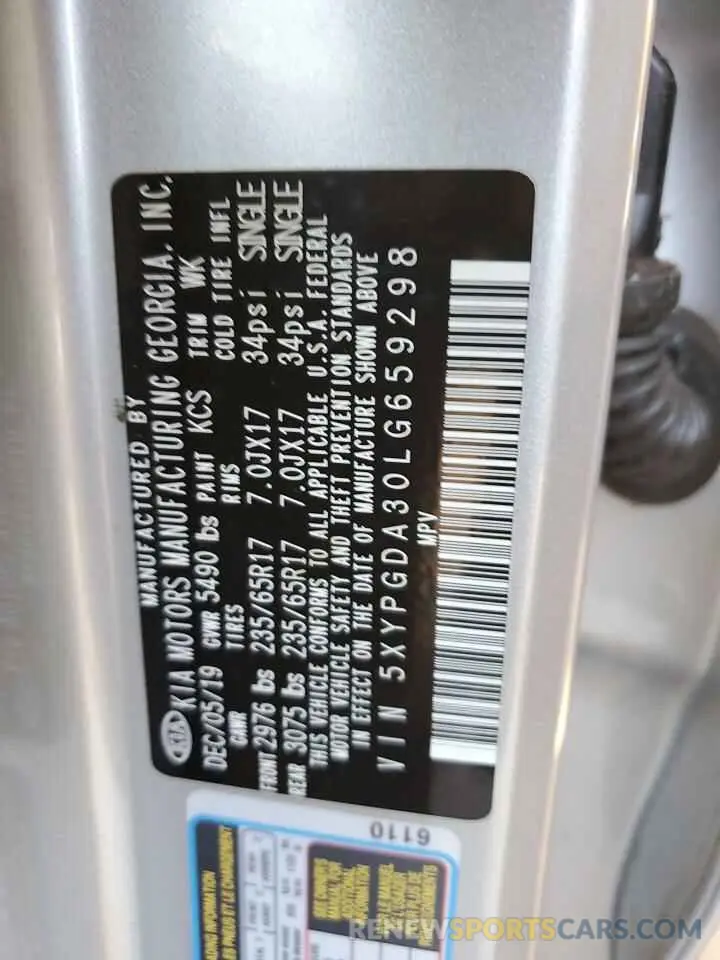 MANUFACTURED BY
KIA KIA MOTORS MANUFACTURING GEORGIA, INC.
DEC/05/19 GVWR 5490 lbs PAINT KCS TRIM WK
GAWR TIRES RIMS COLD TIRE INFL
FRONT 2976 lbs 235/65R17 7.0JX17 34psi SINGLE
REAR 3075 lbs 235/65R17 7.0JX17 34psi SINGLE
THIS VEHICLE CONFORMS TO ALL APPLICABLE U.S.A. FEDERAL
MOTOR VEHICLE SAFETY AND THEFT PREVENTION STANDARDS
IN EFFECT ON THE DATE OF MANUFACTURE SHOWN ABOVE
VIN 5XYPGDA30LG659298
MPV
6110
RENEWSPORTSCARS.COM